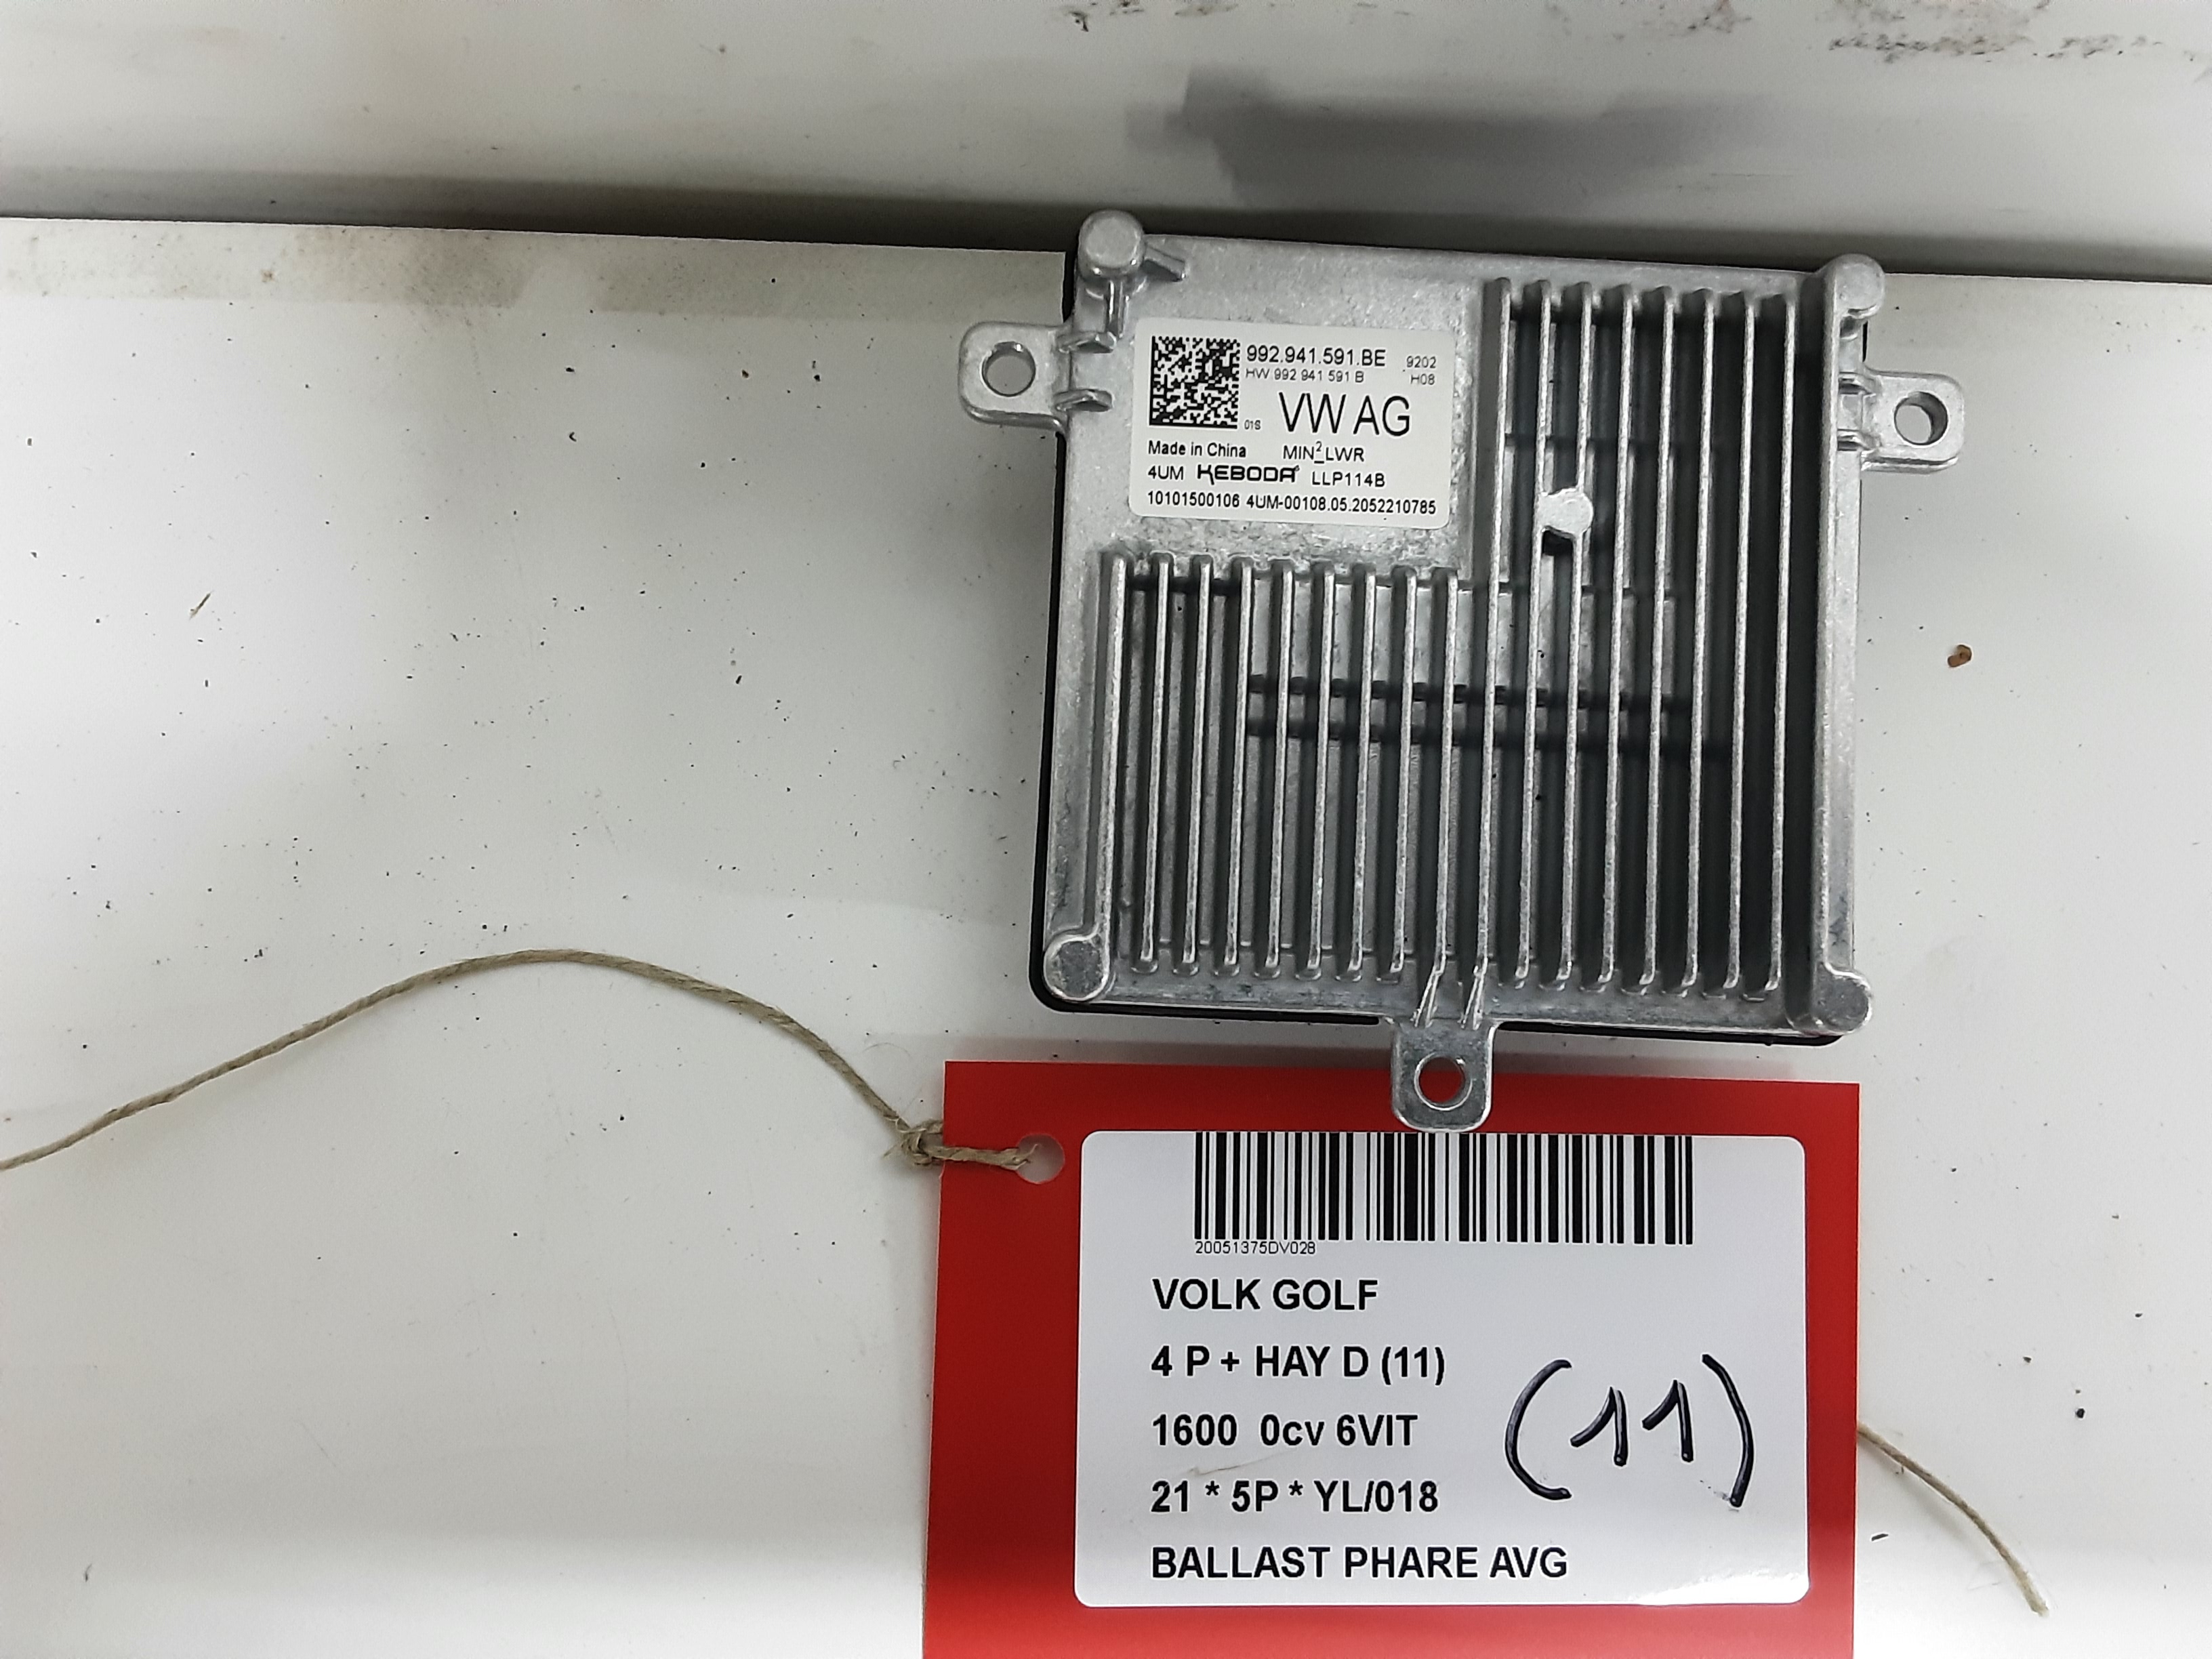 992.941.591.BE 9202
HW 992 941 591 B H08
01S VW AG
Made in China MIN²_LWR
4UM KEBODA LLP114B
10101500106 4UM-00108.05.2052210785
20051375DV028
VOLK GOLF
4 P + HAY D (11)
1600 0cv 6VIT
(11)
21 * 5P * YL/018
BALLAST PHARE AVG